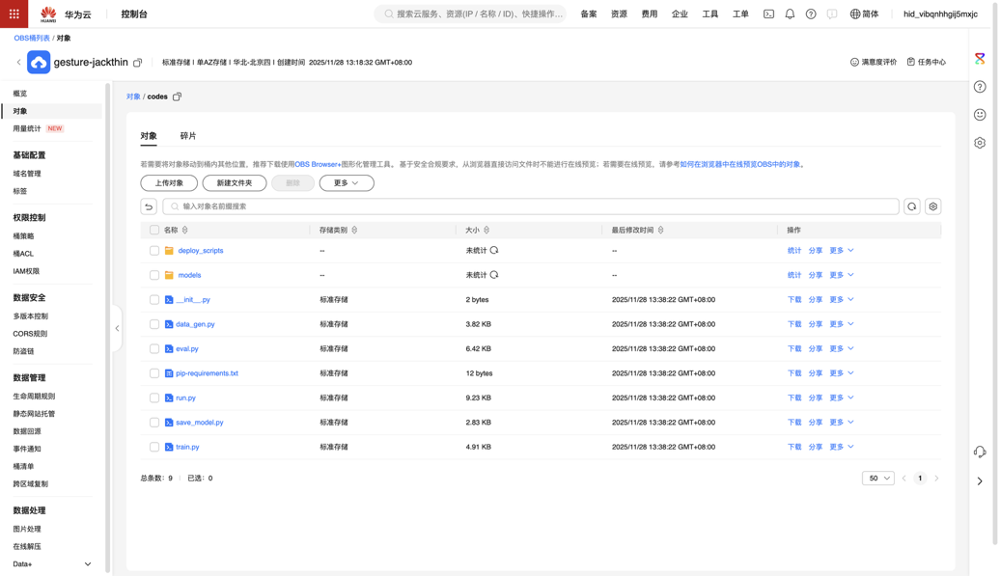 HUAWEI 华为云 控制台 搜索云服务、资源(IP / 名称 / ID)、快捷操作... 备案 资源 费用 企业 工具 工单 简体 hid_vibqnhhgij5mxjc
OBS桶列表 / 对象
gesture-jackthin 标准存储 | 单AZ存储 | 华北-北京四 | 创建时间 2025/11/28 13:18:32 GMT+08:00 满意度评价 任务中心
概览
对象
用量统计 NEW
基础配置
域名管理
标签
权限控制
桶策略
桶ACL
IAM权限
数据安全
多版本控制
CORS规则
防盗链
数据管理
生命周期规则
静态网站托管
数据回源
事件通知
桶清单
跨区域复制
数据处理
图片处理
在线解压
Data+
对象 / codes
对象 碎片
若需要将对象移动到桶内其他位置，推荐下载使用OBS Browser+图形化管理工具。 基于安全合规要求，从浏览器直接访问文件时不能进行在线预览；若需要在线预览，请参考如何在浏览器中在线预览OBS中的对象。
上传对象 新建文件夹 删除 更多
输入对象名前缀搜索
名称 存储类别 大小 最后修改时间 操作
deploy_scripts -- 未统计 -- 统计 分享 更多
models -- 未统计 -- 统计 分享 更多
__init__.py 标准存储 2 bytes 2025/11/28 13:38:22 GMT+08:00 下载 分享 更多
data_gen.py 标准存储 3.82 KB 2025/11/28 13:38:22 GMT+08:00 下载 分享 更多
eval.py 标准存储 6.42 KB 2025/11/28 13:38:22 GMT+08:00 下载 分享 更多
pip-requirements.txt 标准存储 12 bytes 2025/11/28 13:38:22 GMT+08:00 下载 分享 更多
run.py 标准存储 9.23 KB 2025/11/28 13:38:22 GMT+08:00 下载 分享 更多
save_model.py 标准存储 2.83 KB 2025/11/28 13:38:22 GMT+08:00 下载 分享 更多
train.py 标准存储 4.91 KB 2025/11/28 13:38:22 GMT+08:00 下载 分享 更多
总条数： 9 已选： 0 50 1